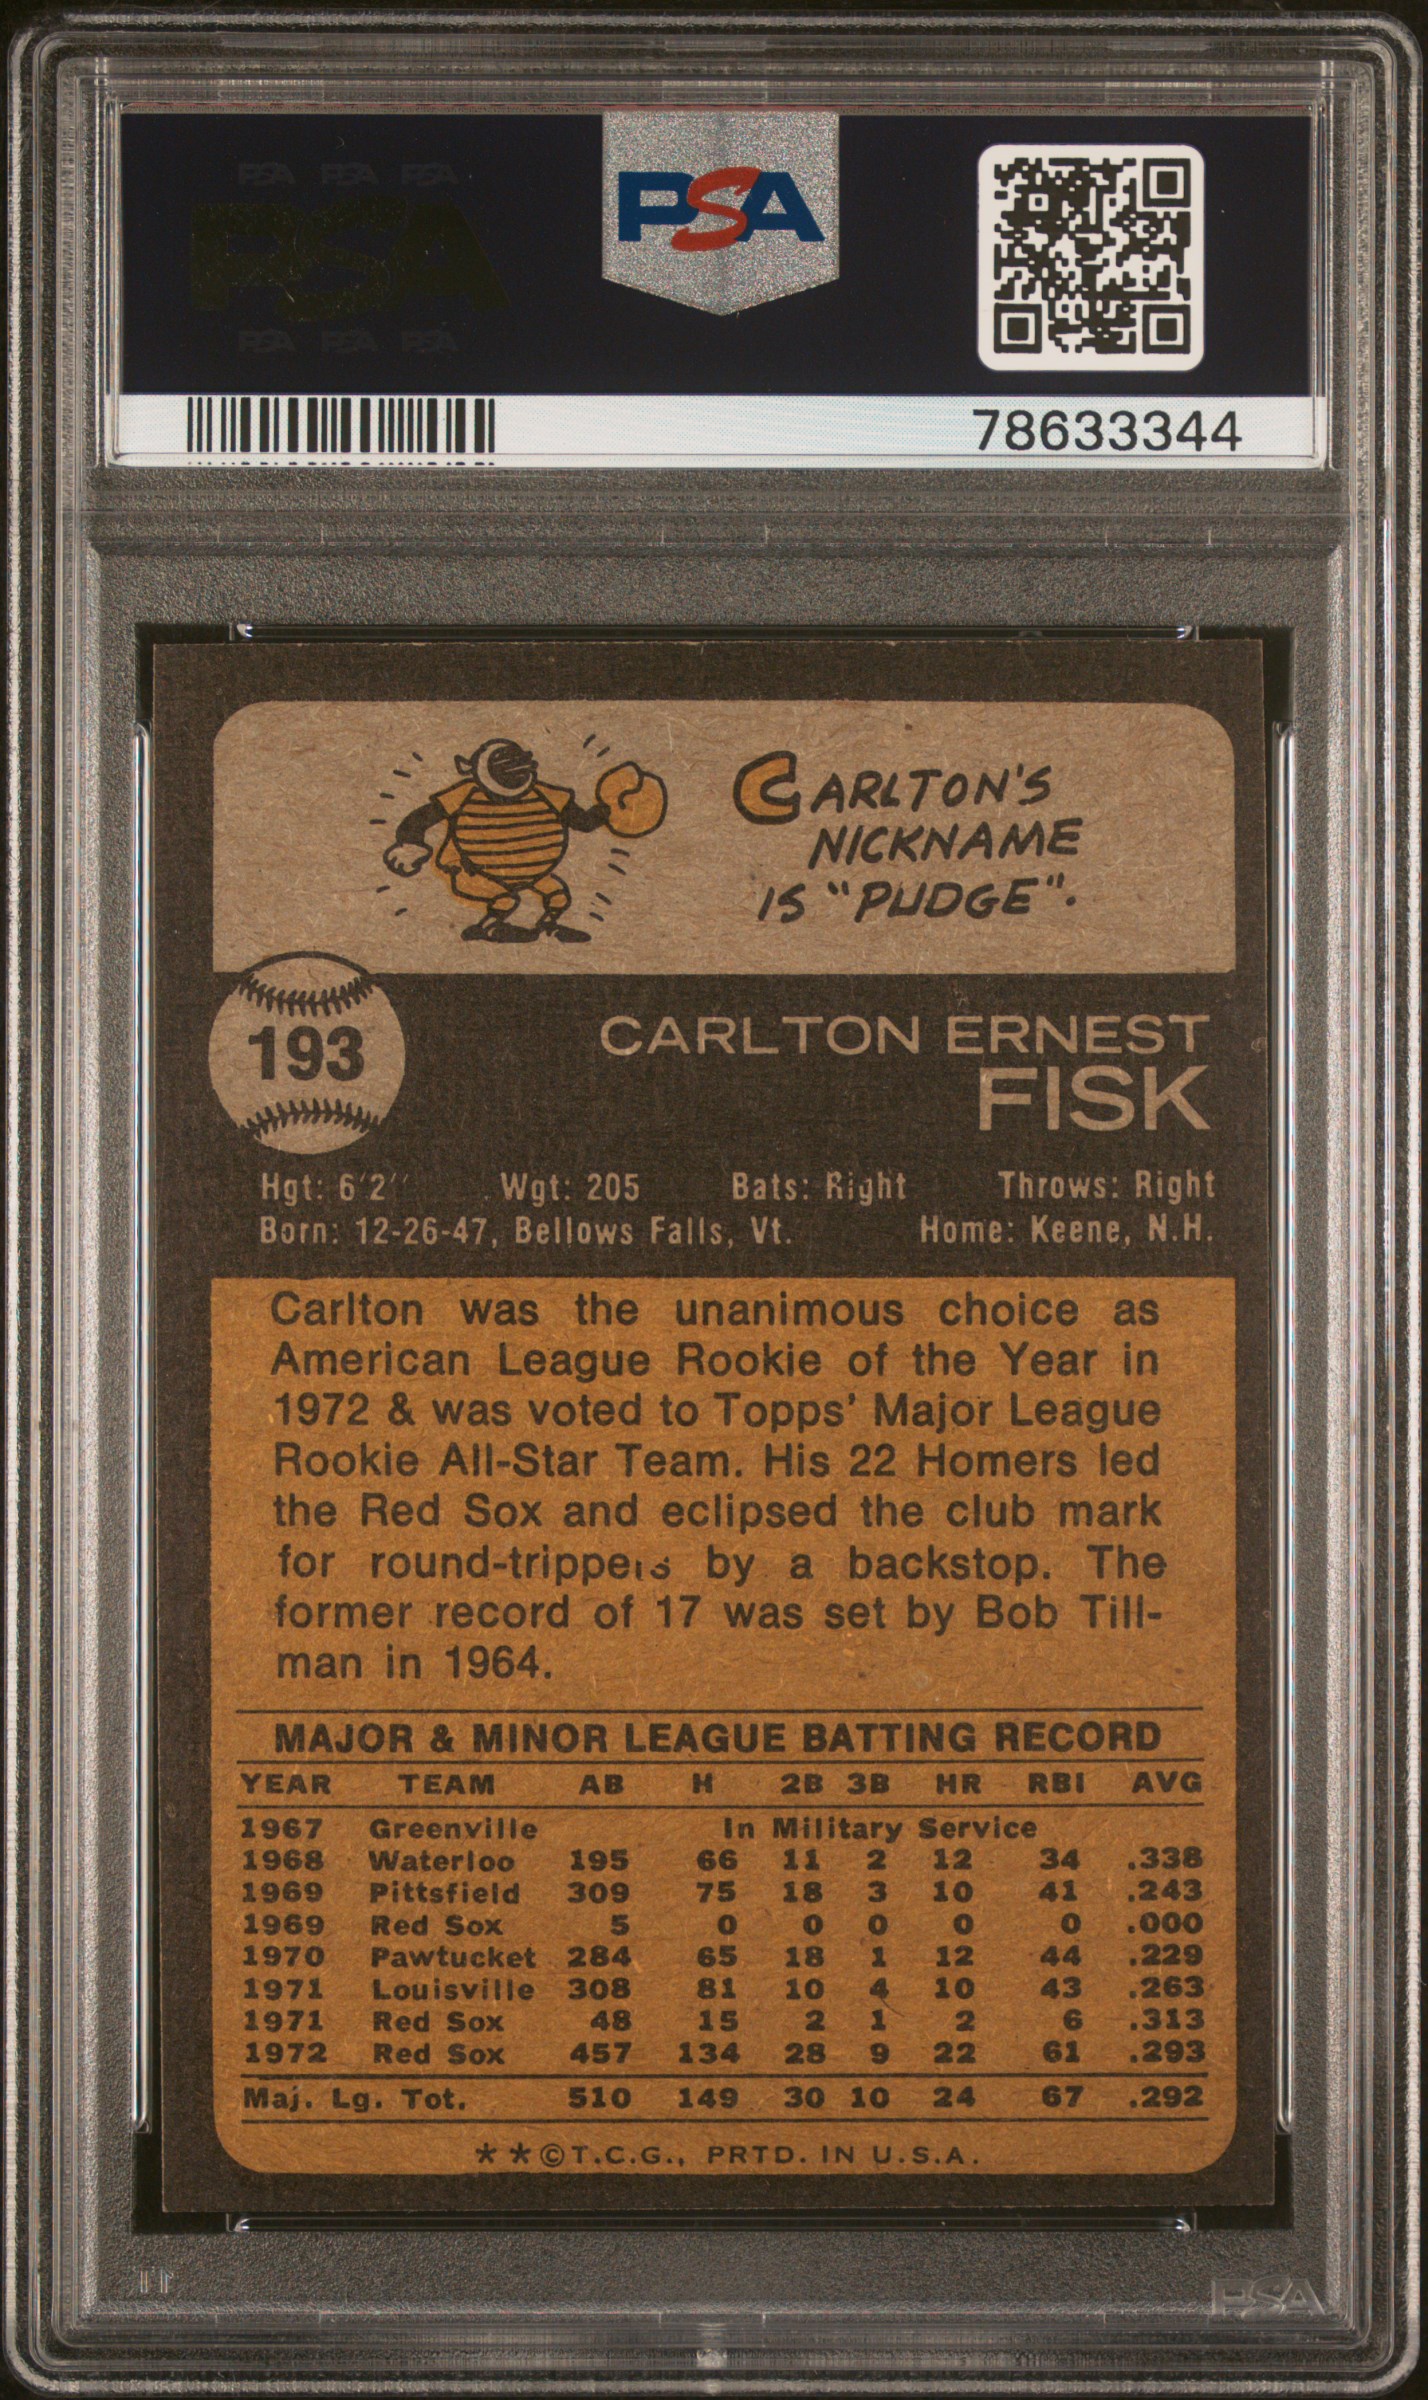 PSA PSA PSA
PSA
PSA PSA PSA
PSA
78633344
CARLTON'S
NICKNAME
IS "PUDGE".
193
CARLTON ERNEST
FISK
Hgt: 6'2'' Wgt: 205 Bats: Right Throws: Right
Born: 12-26-47, Bellows Falls, Vt. Home: Keene, N.H.
Carlton was the unanimous choice as
American League Rookie of the Year in
1972 & was voted to Topps' Major League
Rookie All-Star Team. His 22 Homers led
the Red Sox and eclipsed the club mark
for round-trippers by a backstop. The
former record of 17 was set by Bob Till-
man in 1964.
MAJOR & MINOR LEAGUE BATTING RECORD
YEAR TEAM AB H 2B 3B HR RBI AVG
1967 Greenville In Military Service
1968 Waterloo 195 66 11 2 12 34 .338
1969 Pittsfield 309 75 18 3 10 41 .243
1969 Red Sox 5 0 0 0 0 0 .000
1970 Pawtucket 284 65 18 1 12 44 .229
1971 Louisville 308 81 10 4 10 43 .263
1971 Red Sox 48 15 2 1 2 6 .313
1972 Red Sox 457 134 28 9 22 61 .293
Maj. Lg. Tot. 510 149 30 10 24 67 .292
**©T.C.G., PRTD. IN U.S.A.
PSA